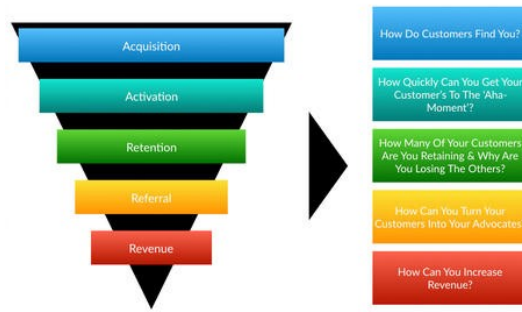 Acquisition
Activation
Retention
Referral
Revenue
How Do Customers Find You?
How Quickly Can You Get Your
Customer's To The 'Aha-
Moment'?
How Many Of Your Customers
Are You Retaining & Why Are
You Losing The Others?
How Can You Turn Your
Customers Into Your Advocates
How Can You Increase
Revenue?